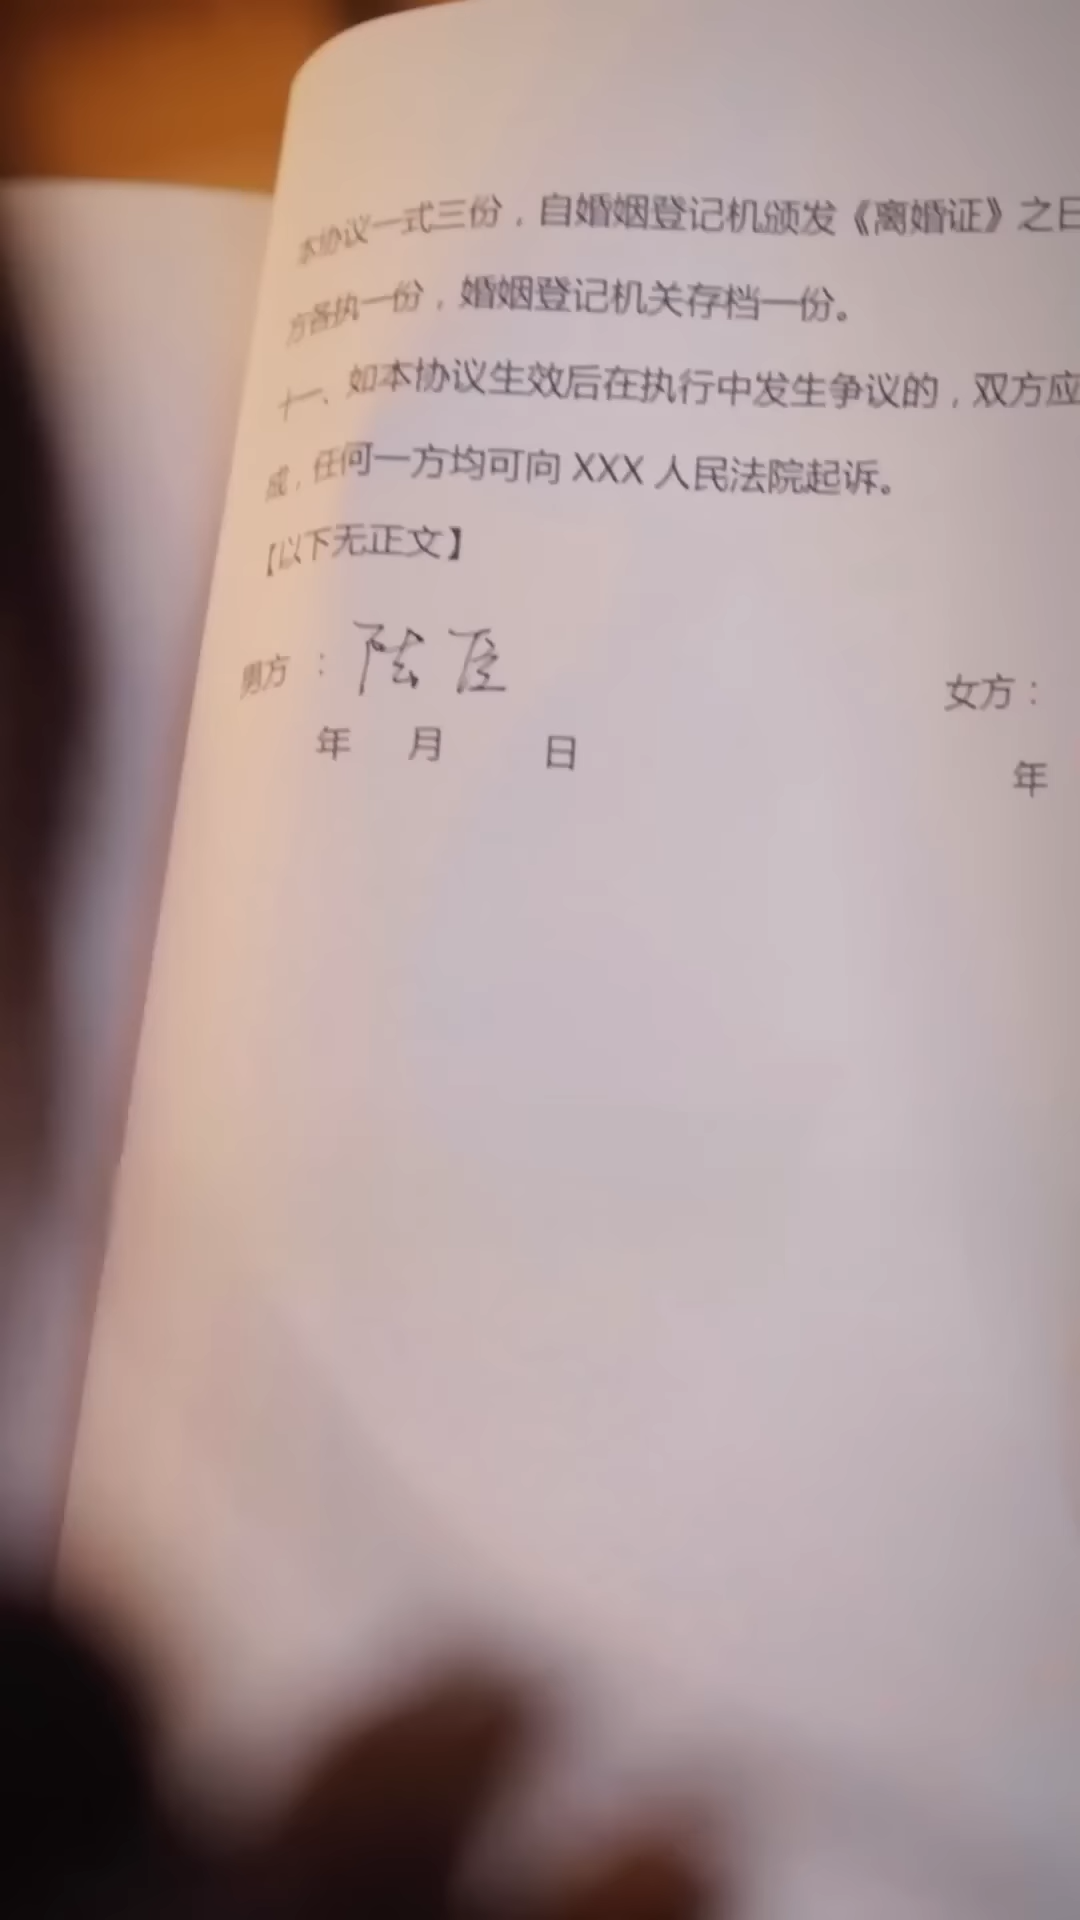 本协议一式三份，自婚姻登记机颁发《离婚证》之日
方各执一份，婚姻登记机关存档一份。
十一、如本协议生效后在执行中发生争议的，双方应
成，任何一方均可向 XXX 人民法院起诉。
【以下无正文】
男方： 女方：
年 月 日 年